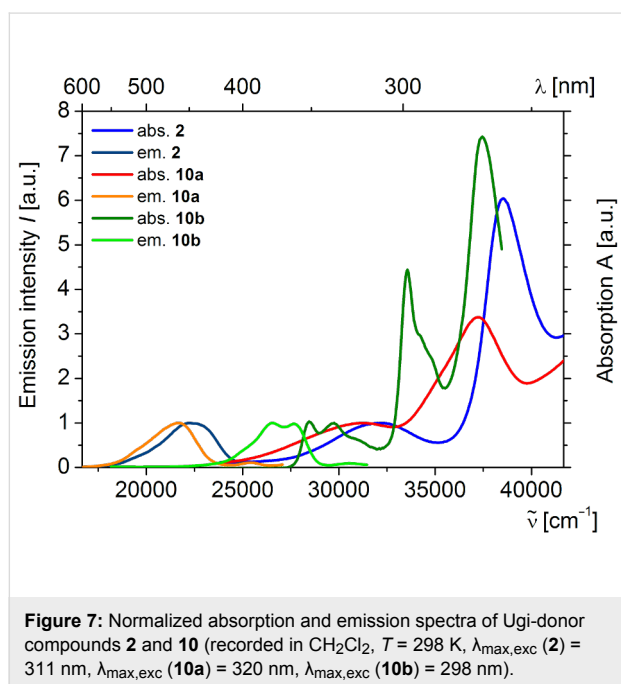 600 500 400 300 λ [nm]
8
7
6
5
4
3
2
1
0
Emission intensity I [a.u.]
abs. 2
em. 2
abs. 10a
em. 10a
abs. 10b
em. 10b
Absorption A [a.u.]
20000 25000 30000 35000 40000
ṽ [cm⁻¹]
Figure 7: Normalized absorption and emission spectra of Ugi-donor
compounds 2 and 10 (recorded in CH₂Cl₂, T = 298 K, λmax,exc (2) =
311 nm, λmax,exc (10a) = 320 nm, λmax,exc (10b) = 298 nm).